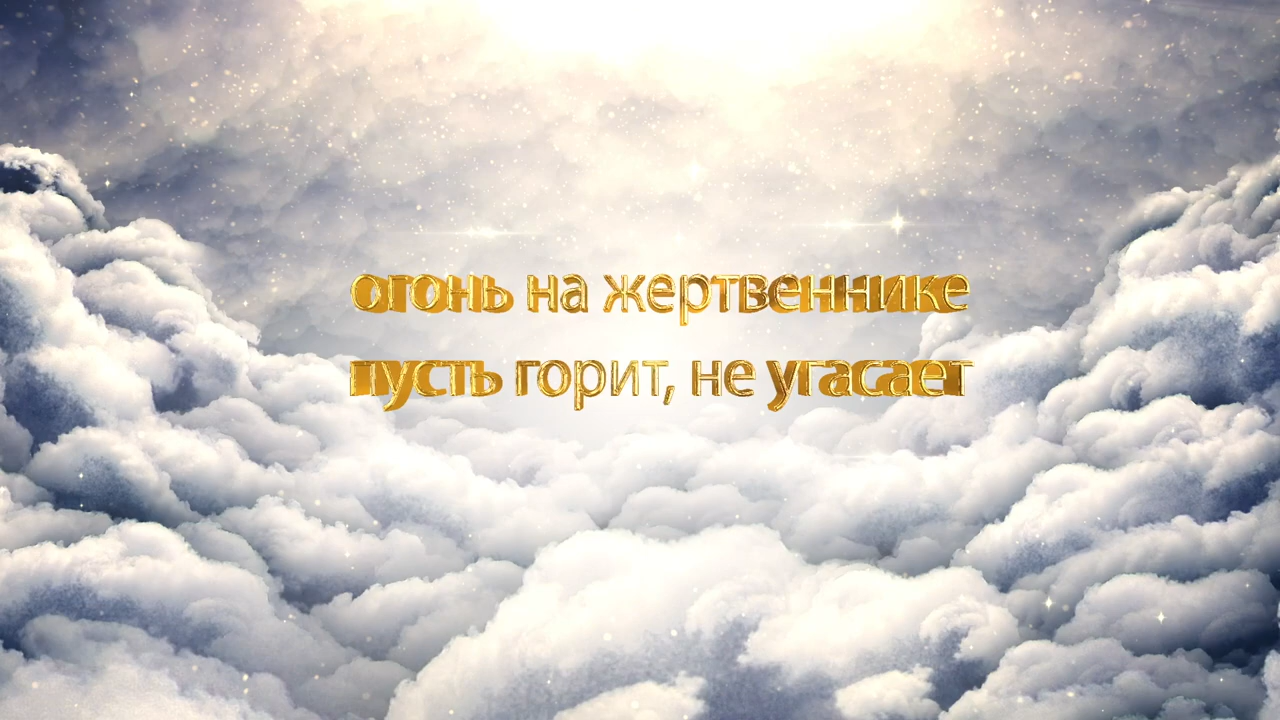 огонь на жертвеннике
пусть горит, не угасает